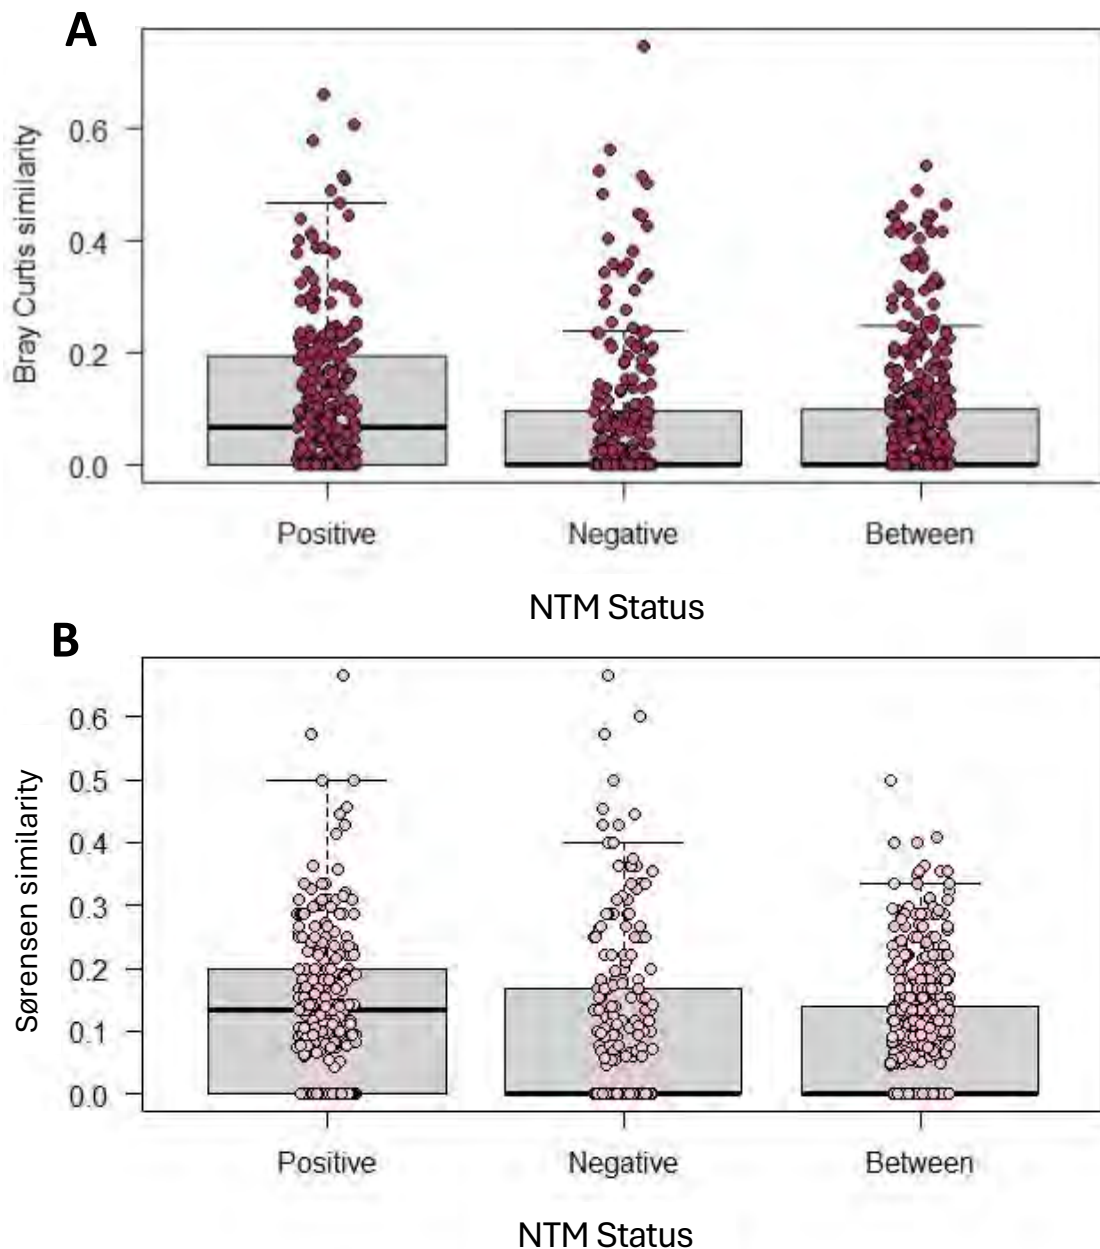 A
Bray Curtis similarity
0.6
0.4
0.2
0.0
Positive Negative Between
NTM Status
B
Sørensen similarity
0.6
0.5
0.4
0.3
0.2
0.1
0.0
Positive Negative Between
NTM Status